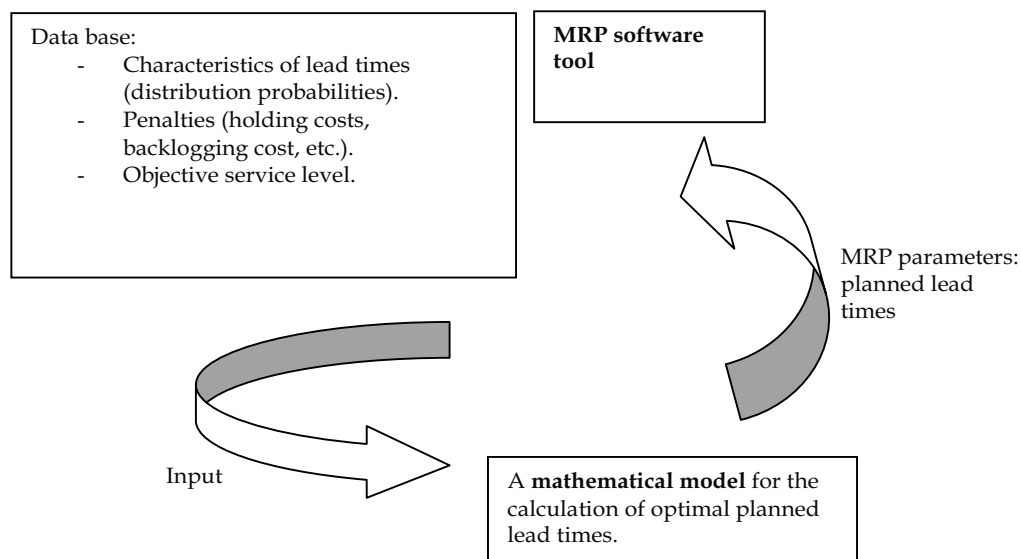 Data base:
- Characteristics of lead times
(distribution probabilities).
- Penalties (holding costs,
backlogging cost, etc.).
- Objective service level.
MRP software
tool
MRP parameters:
planned lead
times
Input
A mathematical model for the
calculation of optimal planned
lead times.